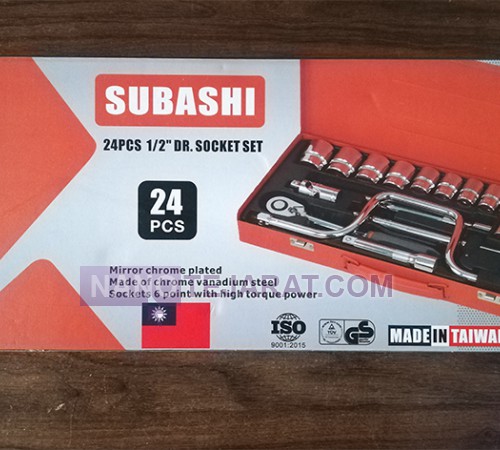 SUBASHI
24PCS 1/2" DR. SOCKET SET
24
PCS
Mirror chrome plated
Made of chrome vanadium steel
Sockets 6 point with high torque power
ISO
9001:2015
GS
MADE IN TAIWAN